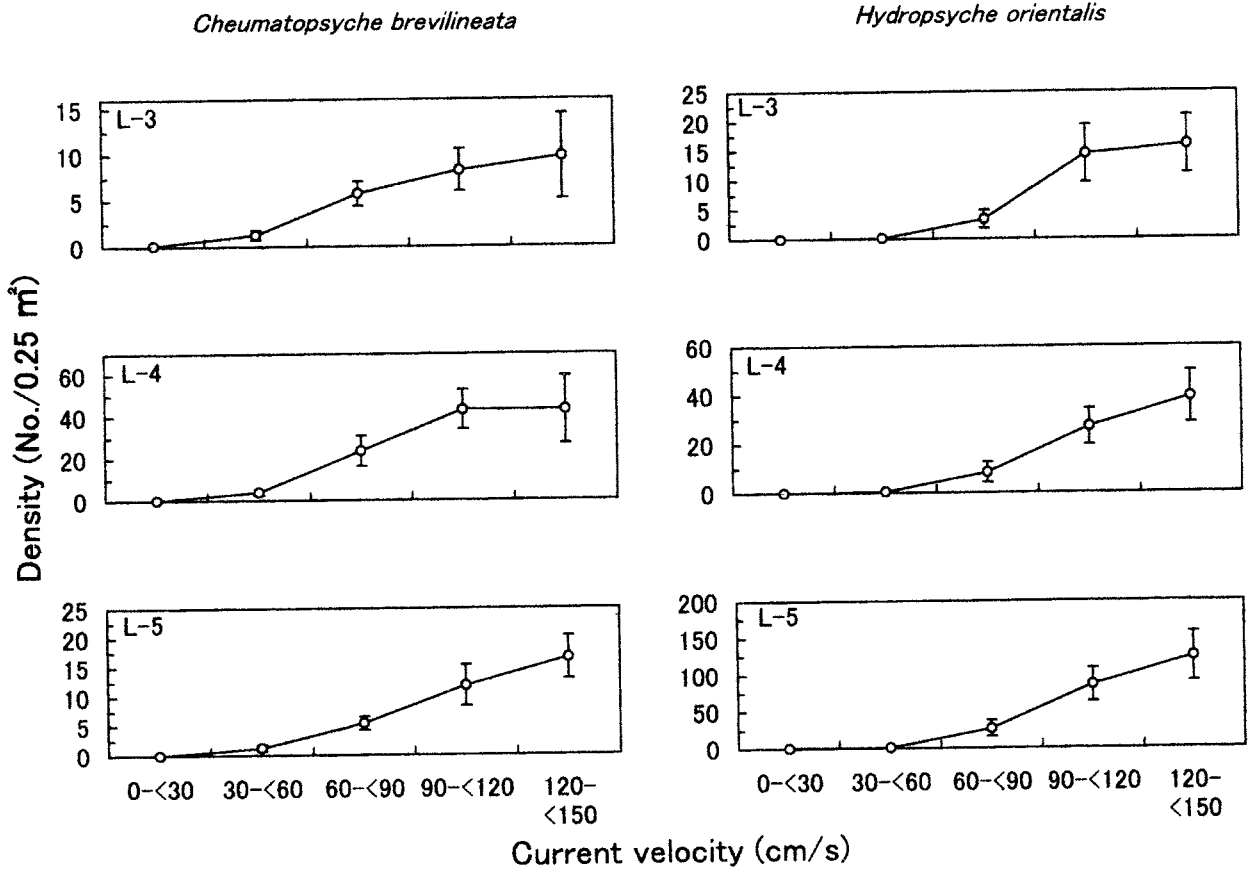 Cheumatopsyche brevilineata
Hydropsyche orientalis
L-3
15
10
5
0
L-3
25
20
15
10
5
0
Density (No./0.25 m²)
L-4
60
40
20
0
L-4
60
40
20
0
L-5
25
20
15
10
5
0
L-5
200
150
100
50
0
0-<30 30-<60 60-<90 90-<120 120-<150
0-<30 30-<60 60-<90 90-<120 120-<150
Current velocity (cm/s)